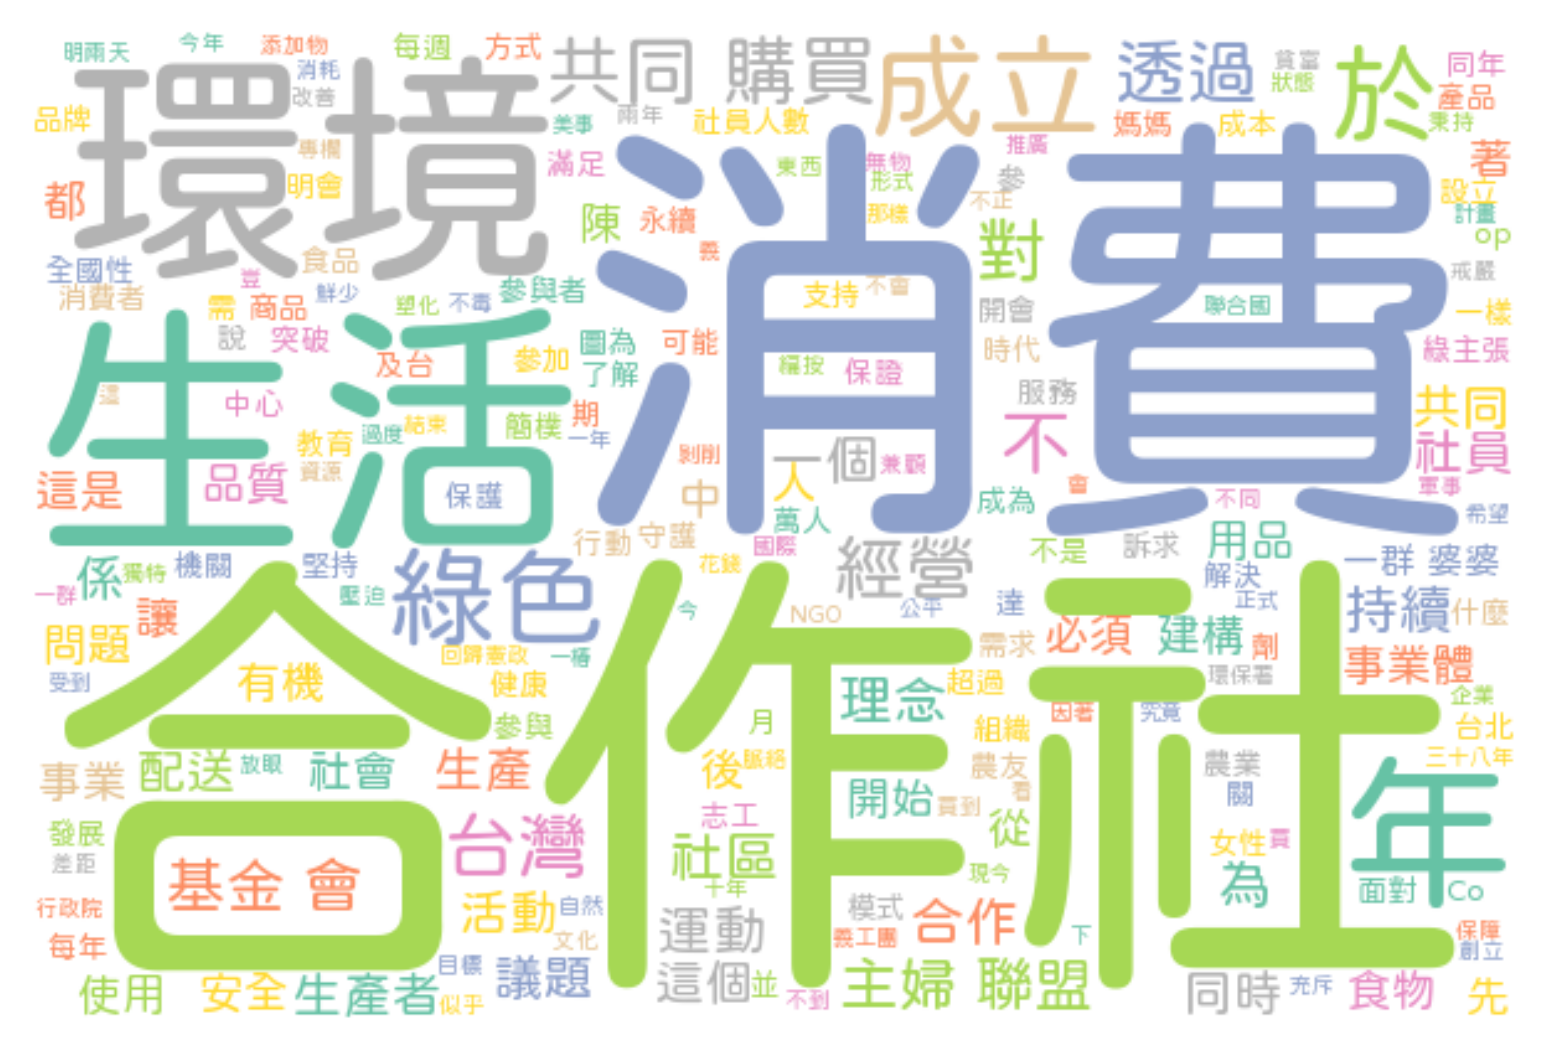 明兩天 今年 添加物 每週 方式 共同 購買 成立 透過 貧富 於 同年
消耗 狀態 產品
品牌 環境 改善 兩年 美事 社員人數 媽媽 成本 秉持
專欄 滿足 東西 無物 推廣 著
都 明會 形式 參 設立
陳 永續 那樣 不正 計畫
義 對 op
全國性 食品 消費 戒嚴
豈 鮮少 參與者 支持 不會
消費者 需 商品 塑化 不毒 開會 聯合國 一樣
說 突破 圖為 可能 時代 綠主張
生活 及台 參加 了解 編按 保證
這 中心 服務 共同
期 簡樸 結束 過度 一年 不
教育 一個 社員
資源 剝削 兼顧
這是 品質 保護 中 人 成為 會 不同 軍事
萬人 希望
行動 守護 國際 不是 訴求 用品
係 獨特 機關 堅持 綠色 花錢 經營 解決 一群 婆婆
一群 壓迫 今 NGO 公平 達 正式 持續 什麼
讓 合作社
問題 回歸憲政 一樁 需求 必須 建構 劑 事業體
受到 有機 健康 理念 超過 環保署 企業
參與 月 組織 因著 究竟 台北
事業 配送 放眼 社會 生產 後 脈絡 農友 農業 三十八年
開始 買到 看 關 年
發展 台灣 志工 從 女性 買
差距 基金 會 社區 現今 為 面對 Co
十年
行政院 活動 自然 模式 合作
每年 文化 運動 義工團 下 保障
創立
使用 安全 生產者 目標 議題 這個 並 主婦 聯盟 同時 充斥 食物 先
似乎 不到